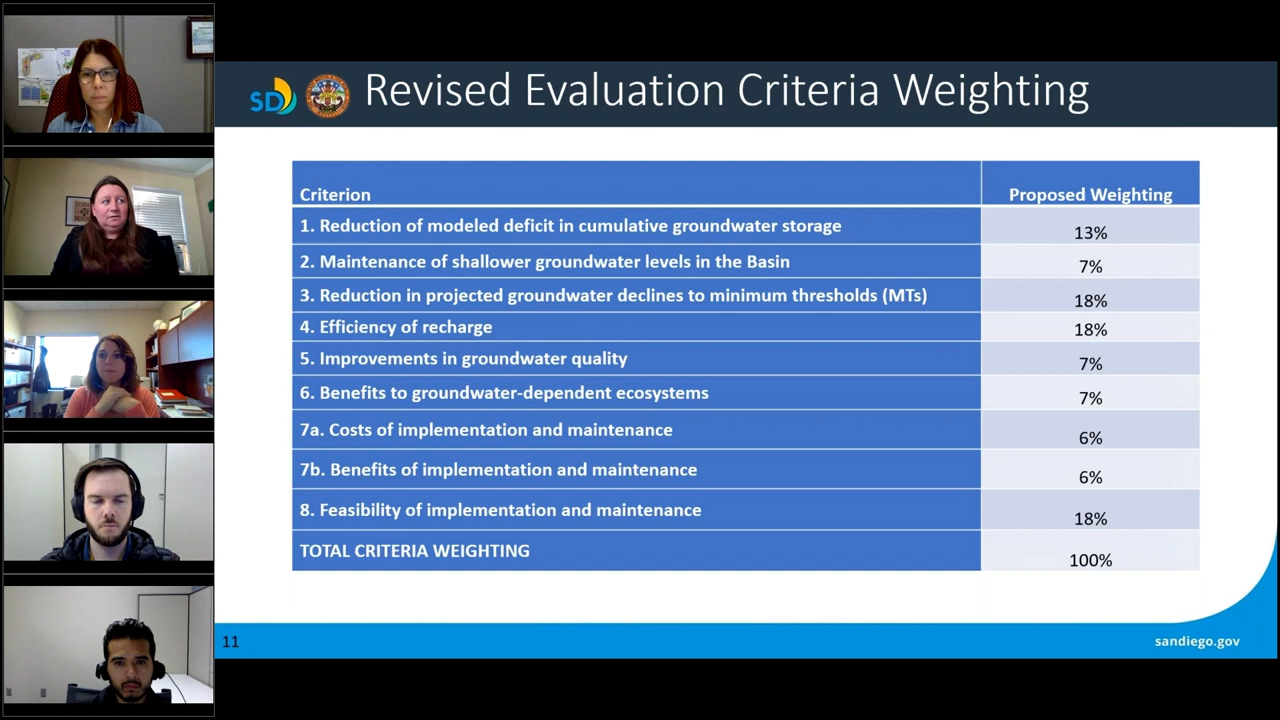 SD
Revised Evaluation Criteria Weighting
Criterion
Proposed Weighting
1. Reduction of modeled deficit in cumulative groundwater storage
13%
2. Maintenance of shallower groundwater levels in the Basin
7%
3. Reduction in projected groundwater declines to minimum thresholds (MTs)
18%
4. Efficiency of recharge
18%
5. Improvements in groundwater quality
7%
6. Benefits to groundwater-dependent ecosystems
7%
7a. Costs of implementation and maintenance
6%
7b. Benefits of implementation and maintenance
6%
8. Feasibility of implementation and maintenance
18%
TOTAL CRITERIA WEIGHTING
100%
11
sandiego.gov